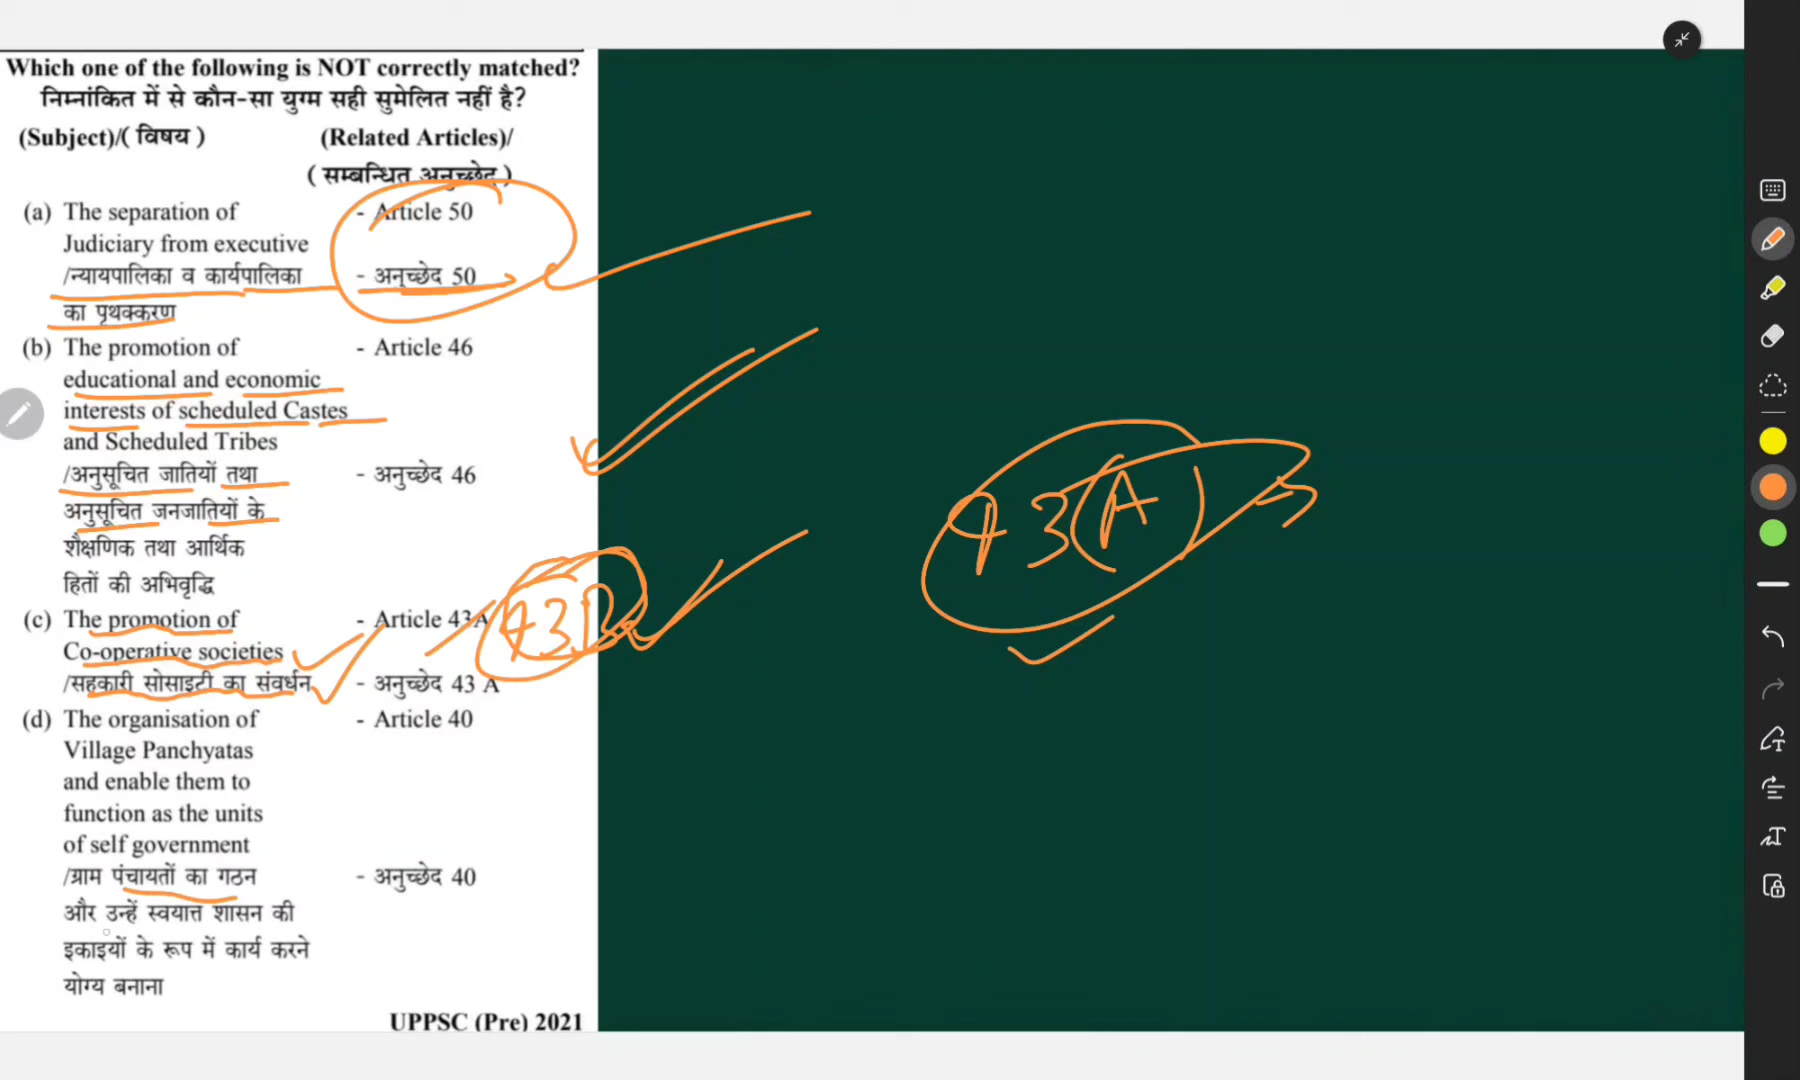 Which one of the following is NOT correctly matched?
निम्नांकित में से कौन-सा युग्म सही सुमेलित नहीं है?
(Subject)/( विषय ) (Related Articles)/
( सम्बन्धित अनुच्छेद )
(a) The separation of - Article 50
Judiciary from executive
/न्यायपालिका व कार्यपालिका - अनुच्छेद 50
का पृथक्करण
(b) The promotion of - Article 46
educational and economic
interests of scheduled Castes
and Scheduled Tribes
/अनुसूचित जातियों तथा - अनुच्छेद 46
अनुसूचित जनजातियों के
शैक्षणिक तथा आर्थिक
हितों की अभिवृद्धि
(c) The promotion of - Article 43 A
Co-operative societies
/सहकारी सोसाइटी का संवर्धन - अनुच्छेद 43 A
(d) The organisation of - Article 40
Village Panchyatas
and enable them to
function as the units
of self government
/ग्राम पंचायतों का गठन - अनुच्छेद 40
और उन्हें स्वयात्त शासन की
इकाइयों के रूप में कार्य करने
योग्य बनाना
UPPSC (Pre) 2021
43B
43(A)